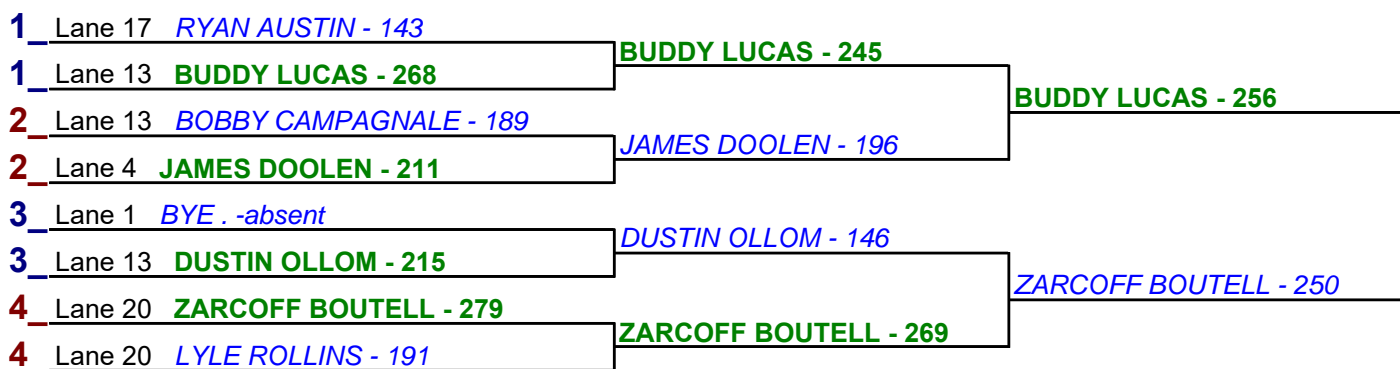 1_ Lane 17 RYAN AUSTIN - 143
BUDDY LUCAS - 245
1_ Lane 13 BUDDY LUCAS - 268
BUDDY LUCAS - 256
2_ Lane 13 BOBBY CAMPAGNALE - 189
JAMES DOOLEN - 196
2_ Lane 4 JAMES DOOLEN - 211
3_ Lane 1 BYE . -absent
DUSTIN OLLOM - 146
3_ Lane 13 DUSTIN OLLOM - 215
ZARCOFF BOUTELL - 250
4_ Lane 20 ZARCOFF BOUTELL - 279
ZARCOFF BOUTELL - 269
4 Lane 20 LYLE ROLLINS - 191